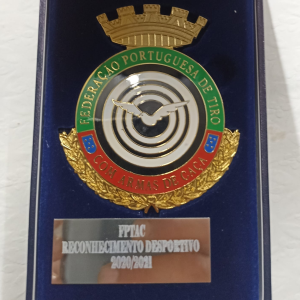 FEDERAÇÃO PORTUGUESA DE TIRO
COM ARMAS DE CAÇA
FPTAC
RECONHECIMENTO DESPORTIVO
2020/2021